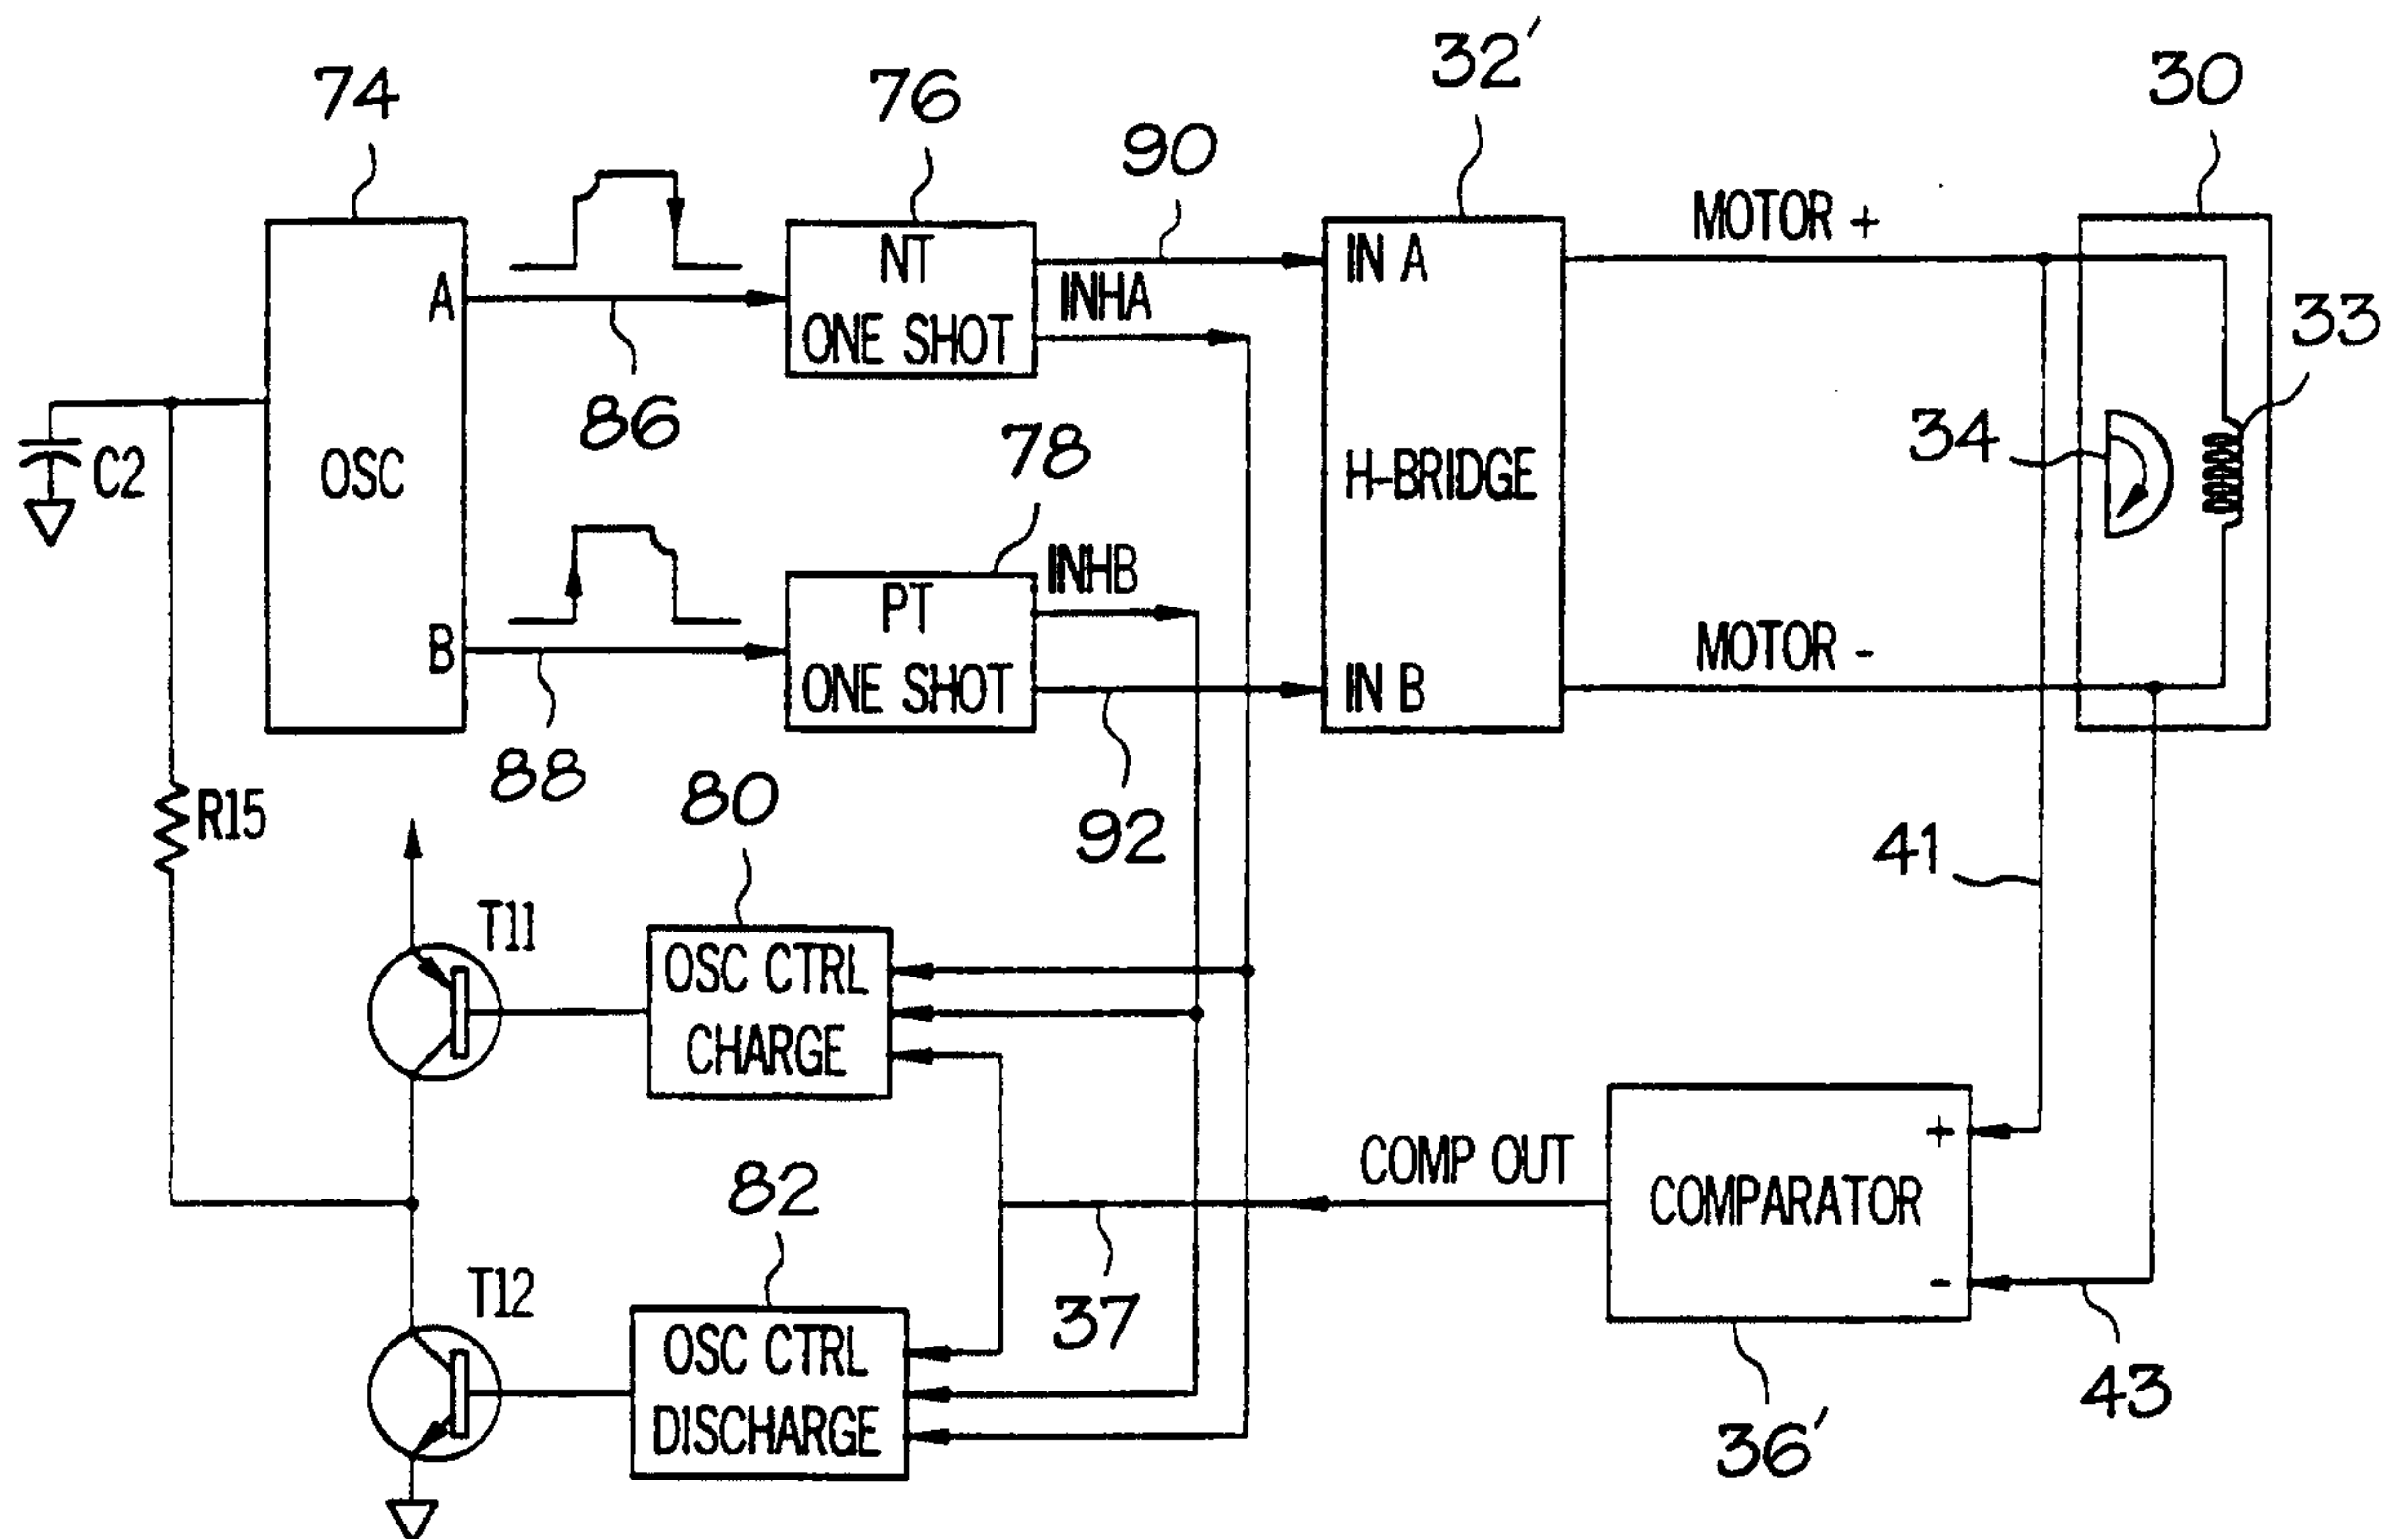 74
76
90
32'
30
MOTOR +
A
NT
ONE SHOT
INHA
IN A
33
86
34
C2
OSC
78
H-BRIDGE
B
PT
ONE SHOT
INHB
IN B
MOTOR -
88
92
R15
80
41
T11
OSC CTRL
CHARGE
+
COMP OUT
COMPARATOR
-
82
37
T12
OSC CTRL
DISCHARGE
43
36'